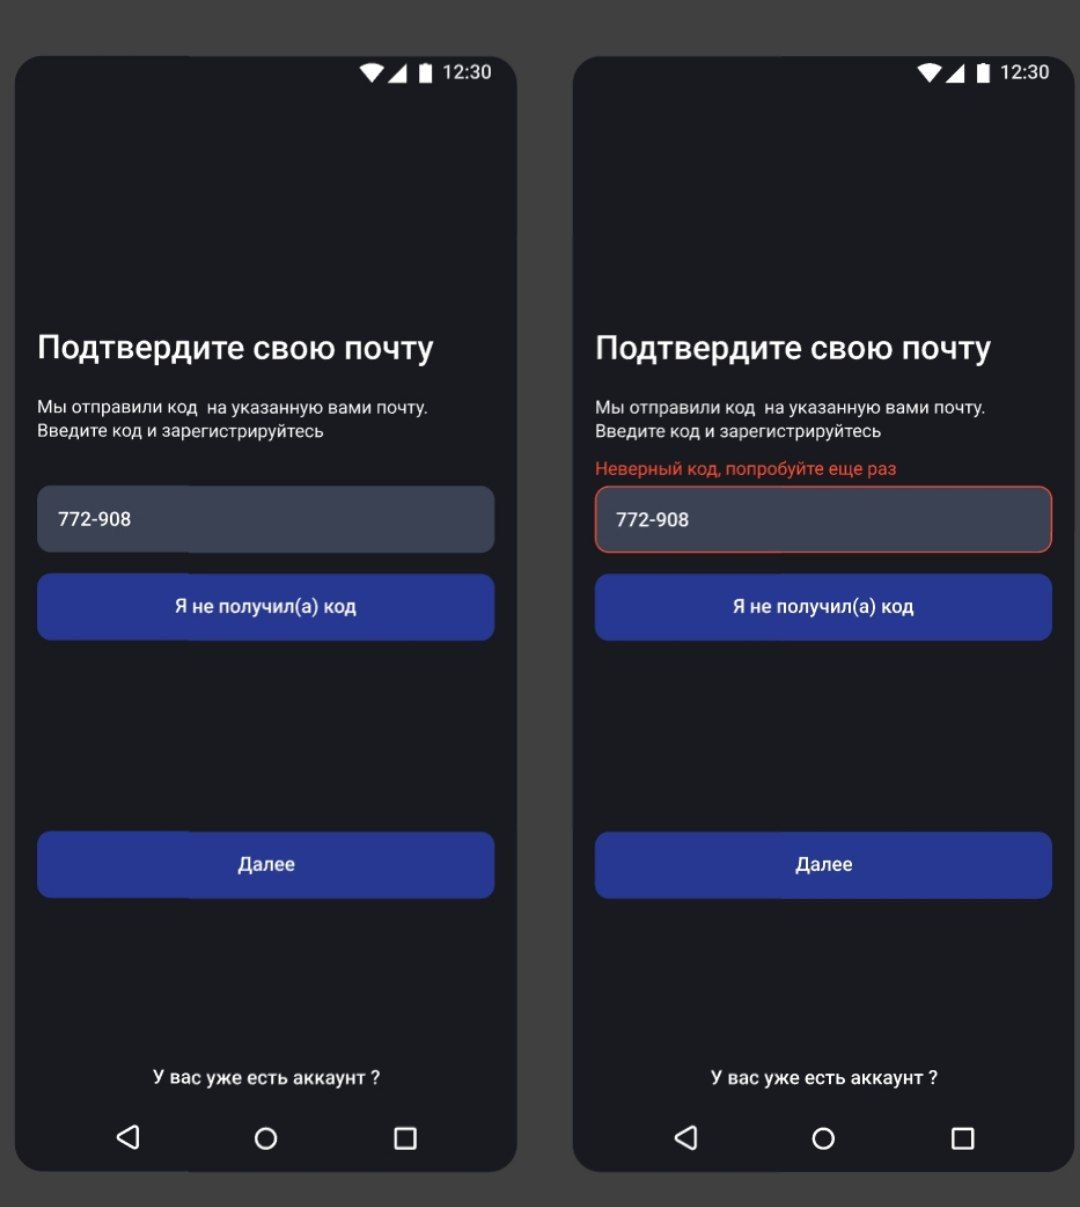 12:30
Подтвердите свою почту
Мы отправили код  на указанную вами почту.
Введите код и зарегистрируйтесь
772-908
Я не получил(а) код
Далее
У вас уже есть аккаунт ?
12:30
Подтвердите свою почту
Мы отправили код  на указанную вами почту.
Введите код и зарегистрируйтесь
Неверный код, попробуйте еще раз
772-908
Я не получил(а) код
Далее
У вас уже есть аккаунт ?